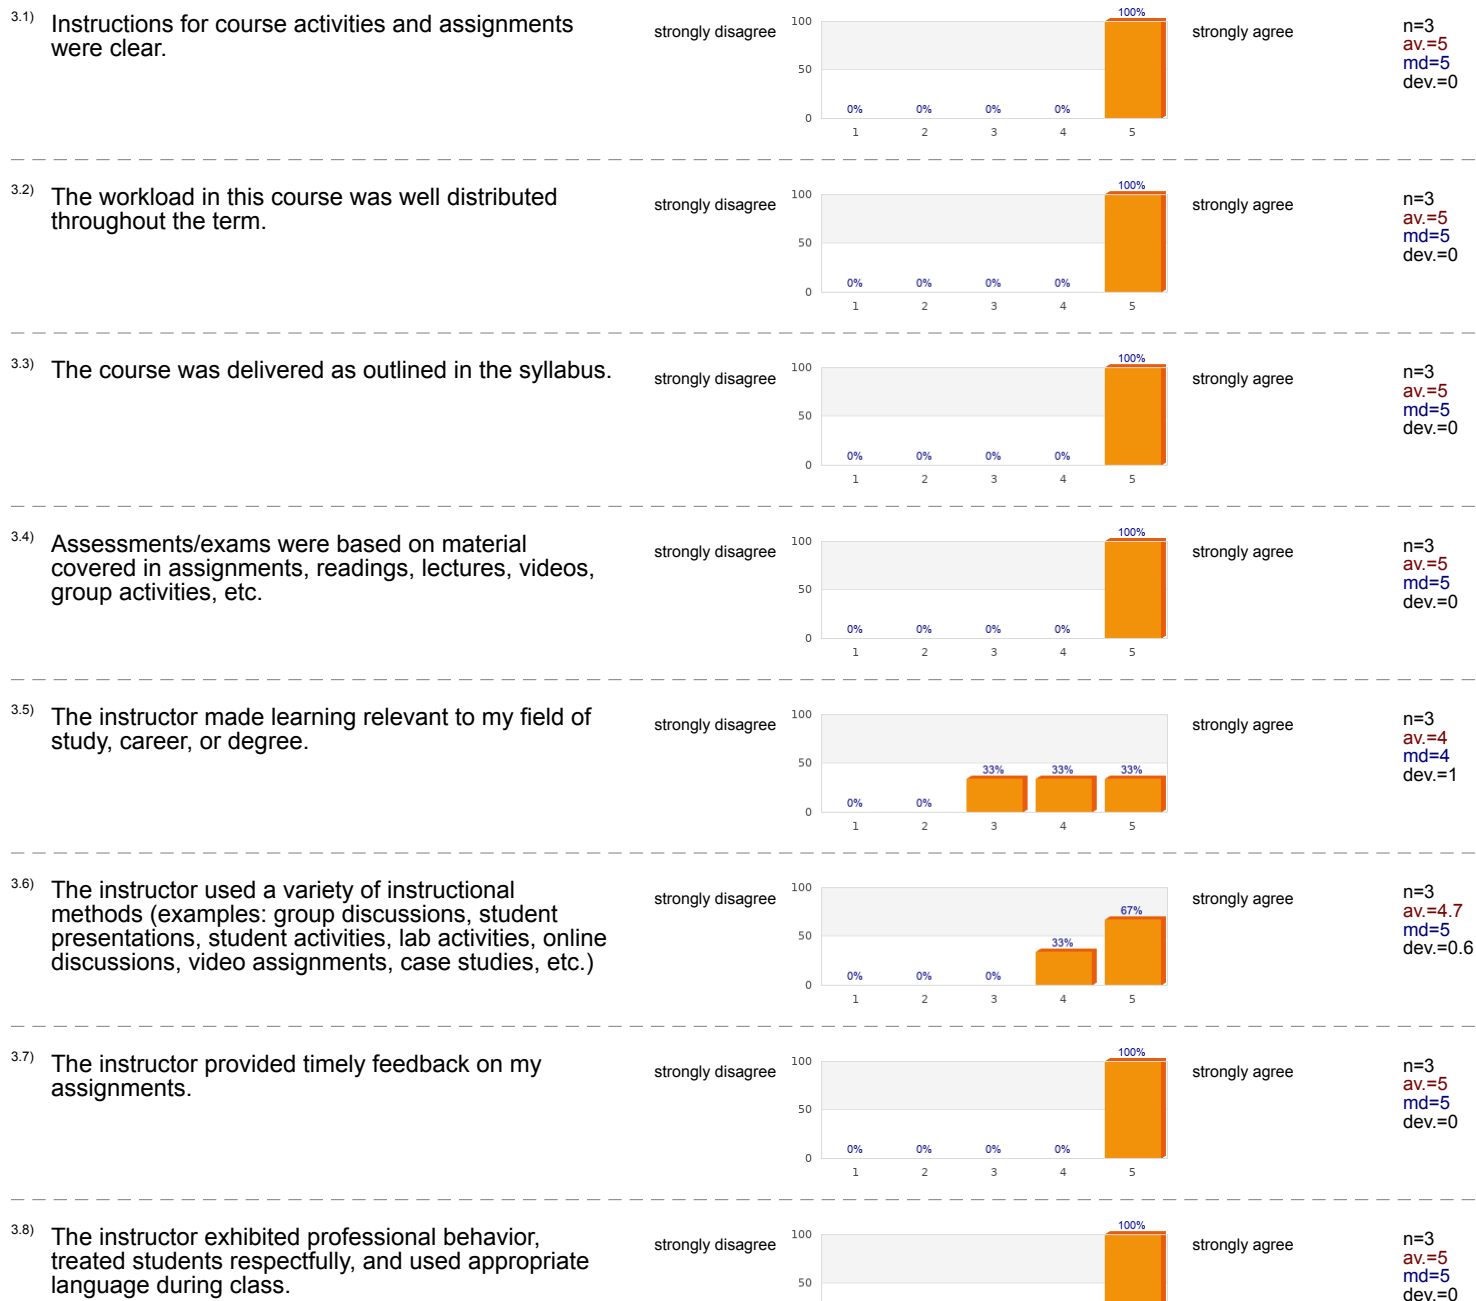 3.1) Instructions for course activities and assignments
were clear.
strongly disagree
100
50
0
0% 0% 0% 0% 100%
1 2 3 4 5
strongly agree
n=3
av.=5
md=5
dev.=0
3.2) The workload in this course was well distributed
throughout the term.
strongly disagree
100
50
0
0% 0% 0% 0% 100%
1 2 3 4 5
strongly agree
n=3
av.=5
md=5
dev.=0
3.3) The course was delivered as outlined in the syllabus.
strongly disagree
100
50
0
0% 0% 0% 0% 100%
1 2 3 4 5
strongly agree
n=3
av.=5
md=5
dev.=0
3.4) Assessments/exams were based on material
covered in assignments, readings, lectures, videos,
group activities, etc.
strongly disagree
100
50
0
0% 0% 0% 0% 100%
1 2 3 4 5
strongly agree
n=3
av.=5
md=5
dev.=0
3.5) The instructor made learning relevant to my field of
study, career, or degree.
strongly disagree
100
50
0
0% 0% 33% 33% 33%
1 2 3 4 5
strongly agree
n=3
av.=4
md=4
dev.=1
3.6) The instructor used a variety of instructional
methods (examples: group discussions, student
presentations, student activities, lab activities, online
discussions, video assignments, case studies, etc.)
strongly disagree
100
50
0
0% 0% 0% 33% 67%
1 2 3 4 5
strongly agree
n=3
av.=4.7
md=5
dev.=0.6
3.7) The instructor provided timely feedback on my
assignments.
strongly disagree
100
50
0
0% 0% 0% 0% 100%
1 2 3 4 5
strongly agree
n=3
av.=5
md=5
dev.=0
3.8) The instructor exhibited professional behavior,
treated students respectfully, and used appropriate
language during class.
strongly disagree
100
50
100%
strongly agree
n=3
av.=5
md=5
dev.=0